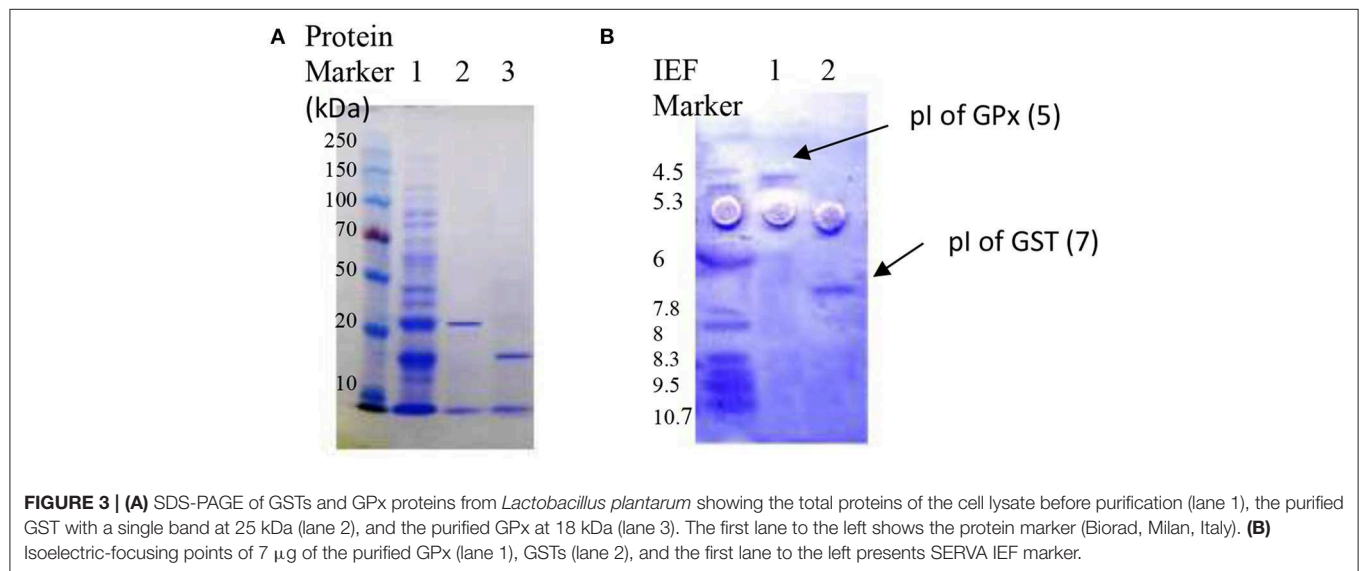 A Protein
Marker 1 2 3
(kDa)
250
150
100
70
50
20
10
B
IEF 1 2
Marker
pI of GPx (5)
4.5
5.3
pI of GST (7)
6
7.8
8
8.3
9.5
10.7
FIGURE 3 | (A) SDS-PAGE of GSTs and GPx proteins from Lactobacillus plantarum showing the total proteins of the cell lysate before purification (lane 1), the purified
GST with a single band at 25 kDa (lane 2), and the purified GPx at 18 kDa (lane 3). The first lane to the left shows the protein marker (Biorad, Milan, Italy). (B)
Isoelectric-focusing points of 7 μg of the purified GPx (lane 1), GSTs (lane 2), and the first lane to the left presents SERVA IEF marker.